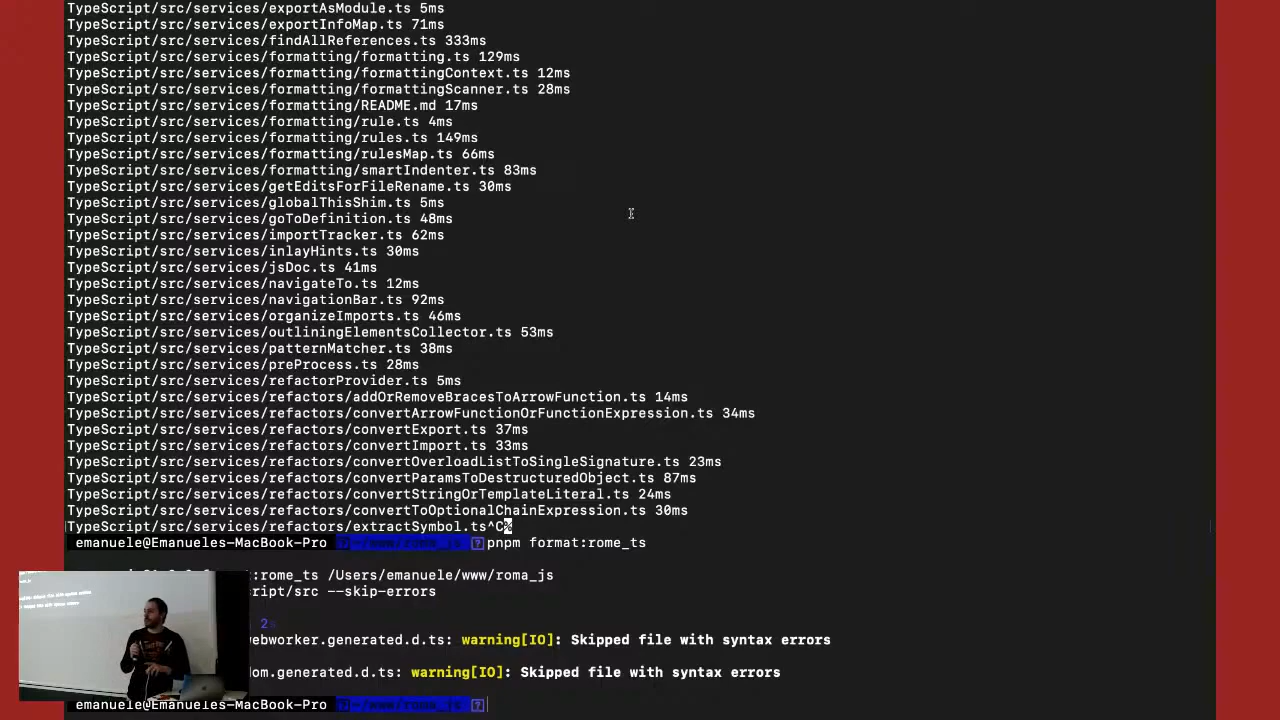 TypeScript/src/services/exportAsModule.ts 5ms
TypeScript/src/services/exportInfoMap.ts 71ms
TypeScript/src/services/findAllReferences.ts 333ms
TypeScript/src/services/formatting/formatting.ts 129ms
TypeScript/src/services/formatting/formattingContext.ts 12ms
TypeScript/src/services/formatting/formattingScanner.ts 28ms
TypeScript/src/services/formatting/README.md 17ms
TypeScript/src/services/formatting/rule.ts 4ms
TypeScript/src/services/formatting/rules.ts 149ms
TypeScript/src/services/formatting/rulesMap.ts 66ms
TypeScript/src/services/formatting/smartIndenter.ts 83ms
TypeScript/src/services/getEditsForFileRename.ts 30ms
TypeScript/src/services/globalThisShim.ts 5ms
TypeScript/src/services/goToDefinition.ts 48ms
TypeScript/src/services/importTracker.ts 62ms
TypeScript/src/services/inlayHints.ts 30ms
TypeScript/src/services/jsDoc.ts 41ms
TypeScript/src/services/navigateTo.ts 12ms
TypeScript/src/services/navigationBar.ts 92ms
TypeScript/src/services/organizeImports.ts 46ms
TypeScript/src/services/outliningElementsCollector.ts 53ms
TypeScript/src/services/patternMatcher.ts 38ms
TypeScript/src/services/preProcess.ts 28ms
TypeScript/src/services/refactorProvider.ts 5ms
TypeScript/src/services/refactors/addOrRemoveBracesToArrowFunction.ts 14ms
TypeScript/src/services/refactors/convertArrowFunctionOrFunctionExpression.ts 34ms
TypeScript/src/services/refactors/convertExport.ts 37ms
TypeScript/src/services/refactors/convertImport.ts 33ms
TypeScript/src/services/refactors/convertOverloadListToSingleSignature.ts 23ms
TypeScript/src/services/refactors/convertParamsToDestructuredObject.ts 87ms
TypeScript/src/services/refactors/convertStringOrTemplateLiteral.ts 24ms
TypeScript/src/services/refactors/convertToOptionalChainExpression.ts 30ms
TypeScript/src/services/refactors/extractSymbol.ts^C%
emanuele@Emanueles-MacBook-Pro ~/www/roma_js pnpm format:rome_ts
:rome_ts /Users/emanuele/www/roma_js
ript/src --skip-errors
2s
webworker.generated.d.ts: warning[IO]: Skipped file with syntax errors
dom.generated.d.ts: warning[IO]: Skipped file with syntax errors
emanuele@Emanueles-MacBook-Pro ~/www/roma_js